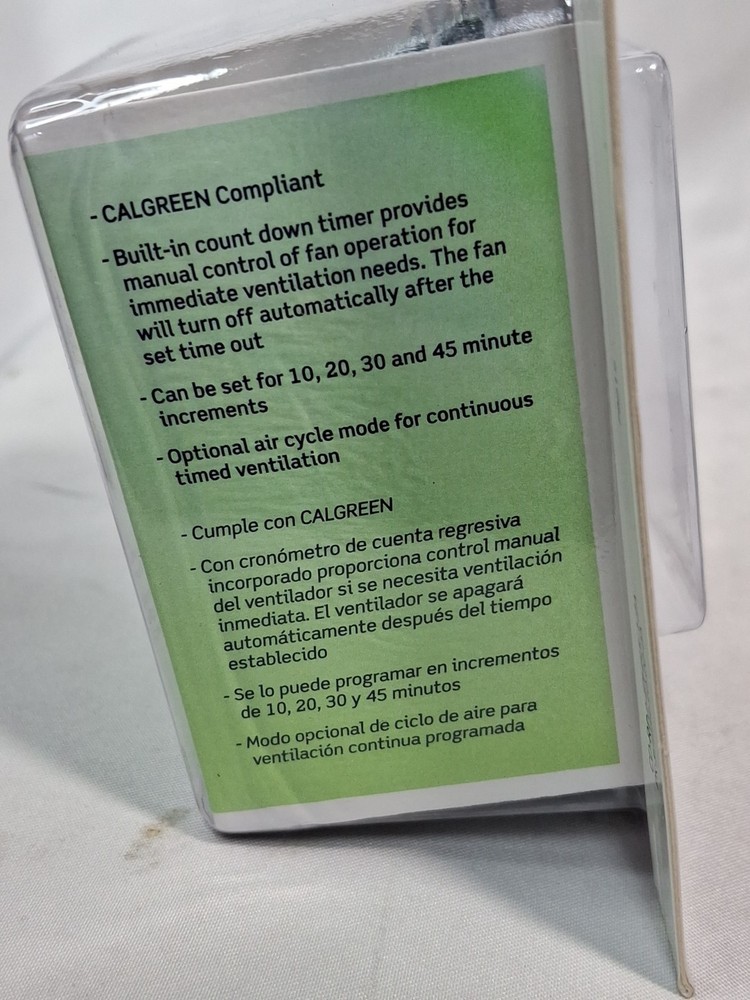 - CALGREEN Compliant
- Built-in count down timer provides
manual control of fan operation for
immediate ventilation needs. The fan
will turn off automatically after the
set time out
- Can be set for 10, 20, 30 and 45 minute
increments
- Optional air cycle mode for continuous
timed ventilation
- Cumple con CALGREEN
- Con cronómetro de cuenta regresiva
incorporado proporciona control manual
del ventilador si se necesita ventilación
inmediata. El ventilador se apagará
automáticamente después del tiempo
establecido
- Se lo puede programar en incrementos
de 10, 20, 30 y 45 minutos
- Modo opcional de ciclo de aire para
ventilación continua programada